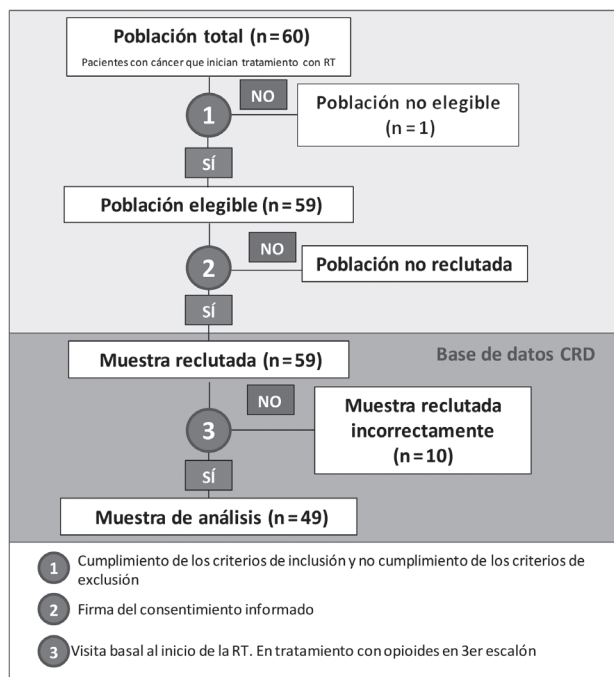 Población total (n=60)
Pacientes con cáncer que inician tratamiento con RT
NO
1
Población no elegible
(n=1)
SÍ
Población elegible (n=59)
NO
2
Población no reclutada
SÍ
Muestra reclutada (n=59)
Base de datos CRD
NO
3
Muestra reclutada
incorrectamente
(n=10)
SÍ
Muestra de análisis (n=49)
1 Cumplimiento de los criterios de inclusión y no cumplimiento de los criterios de
exclusión
2 Firma del consentimiento informado
3 Visita basal al inicio de la RT. En tratamiento con opioides en 3er escalón